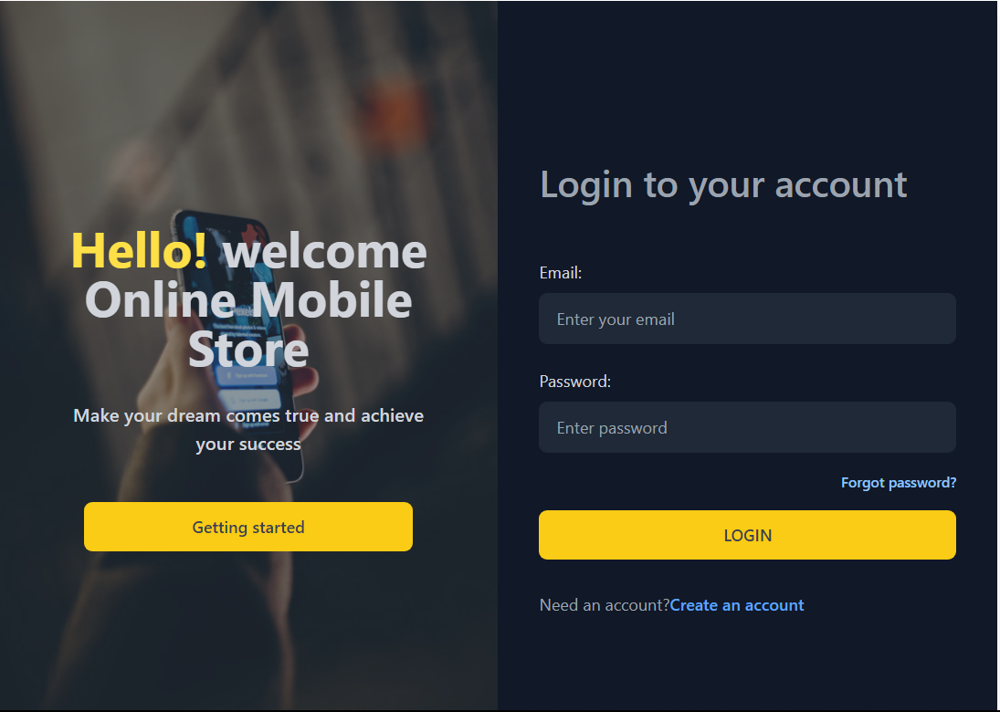 Hello! welcome
Online Mobile
Store
Make your dream comes true and achieve
your success
Getting started
Login to your account
Email:
Enter your email
Password:
Enter password
Forgot password?
LOGIN
Need an account?Create an account